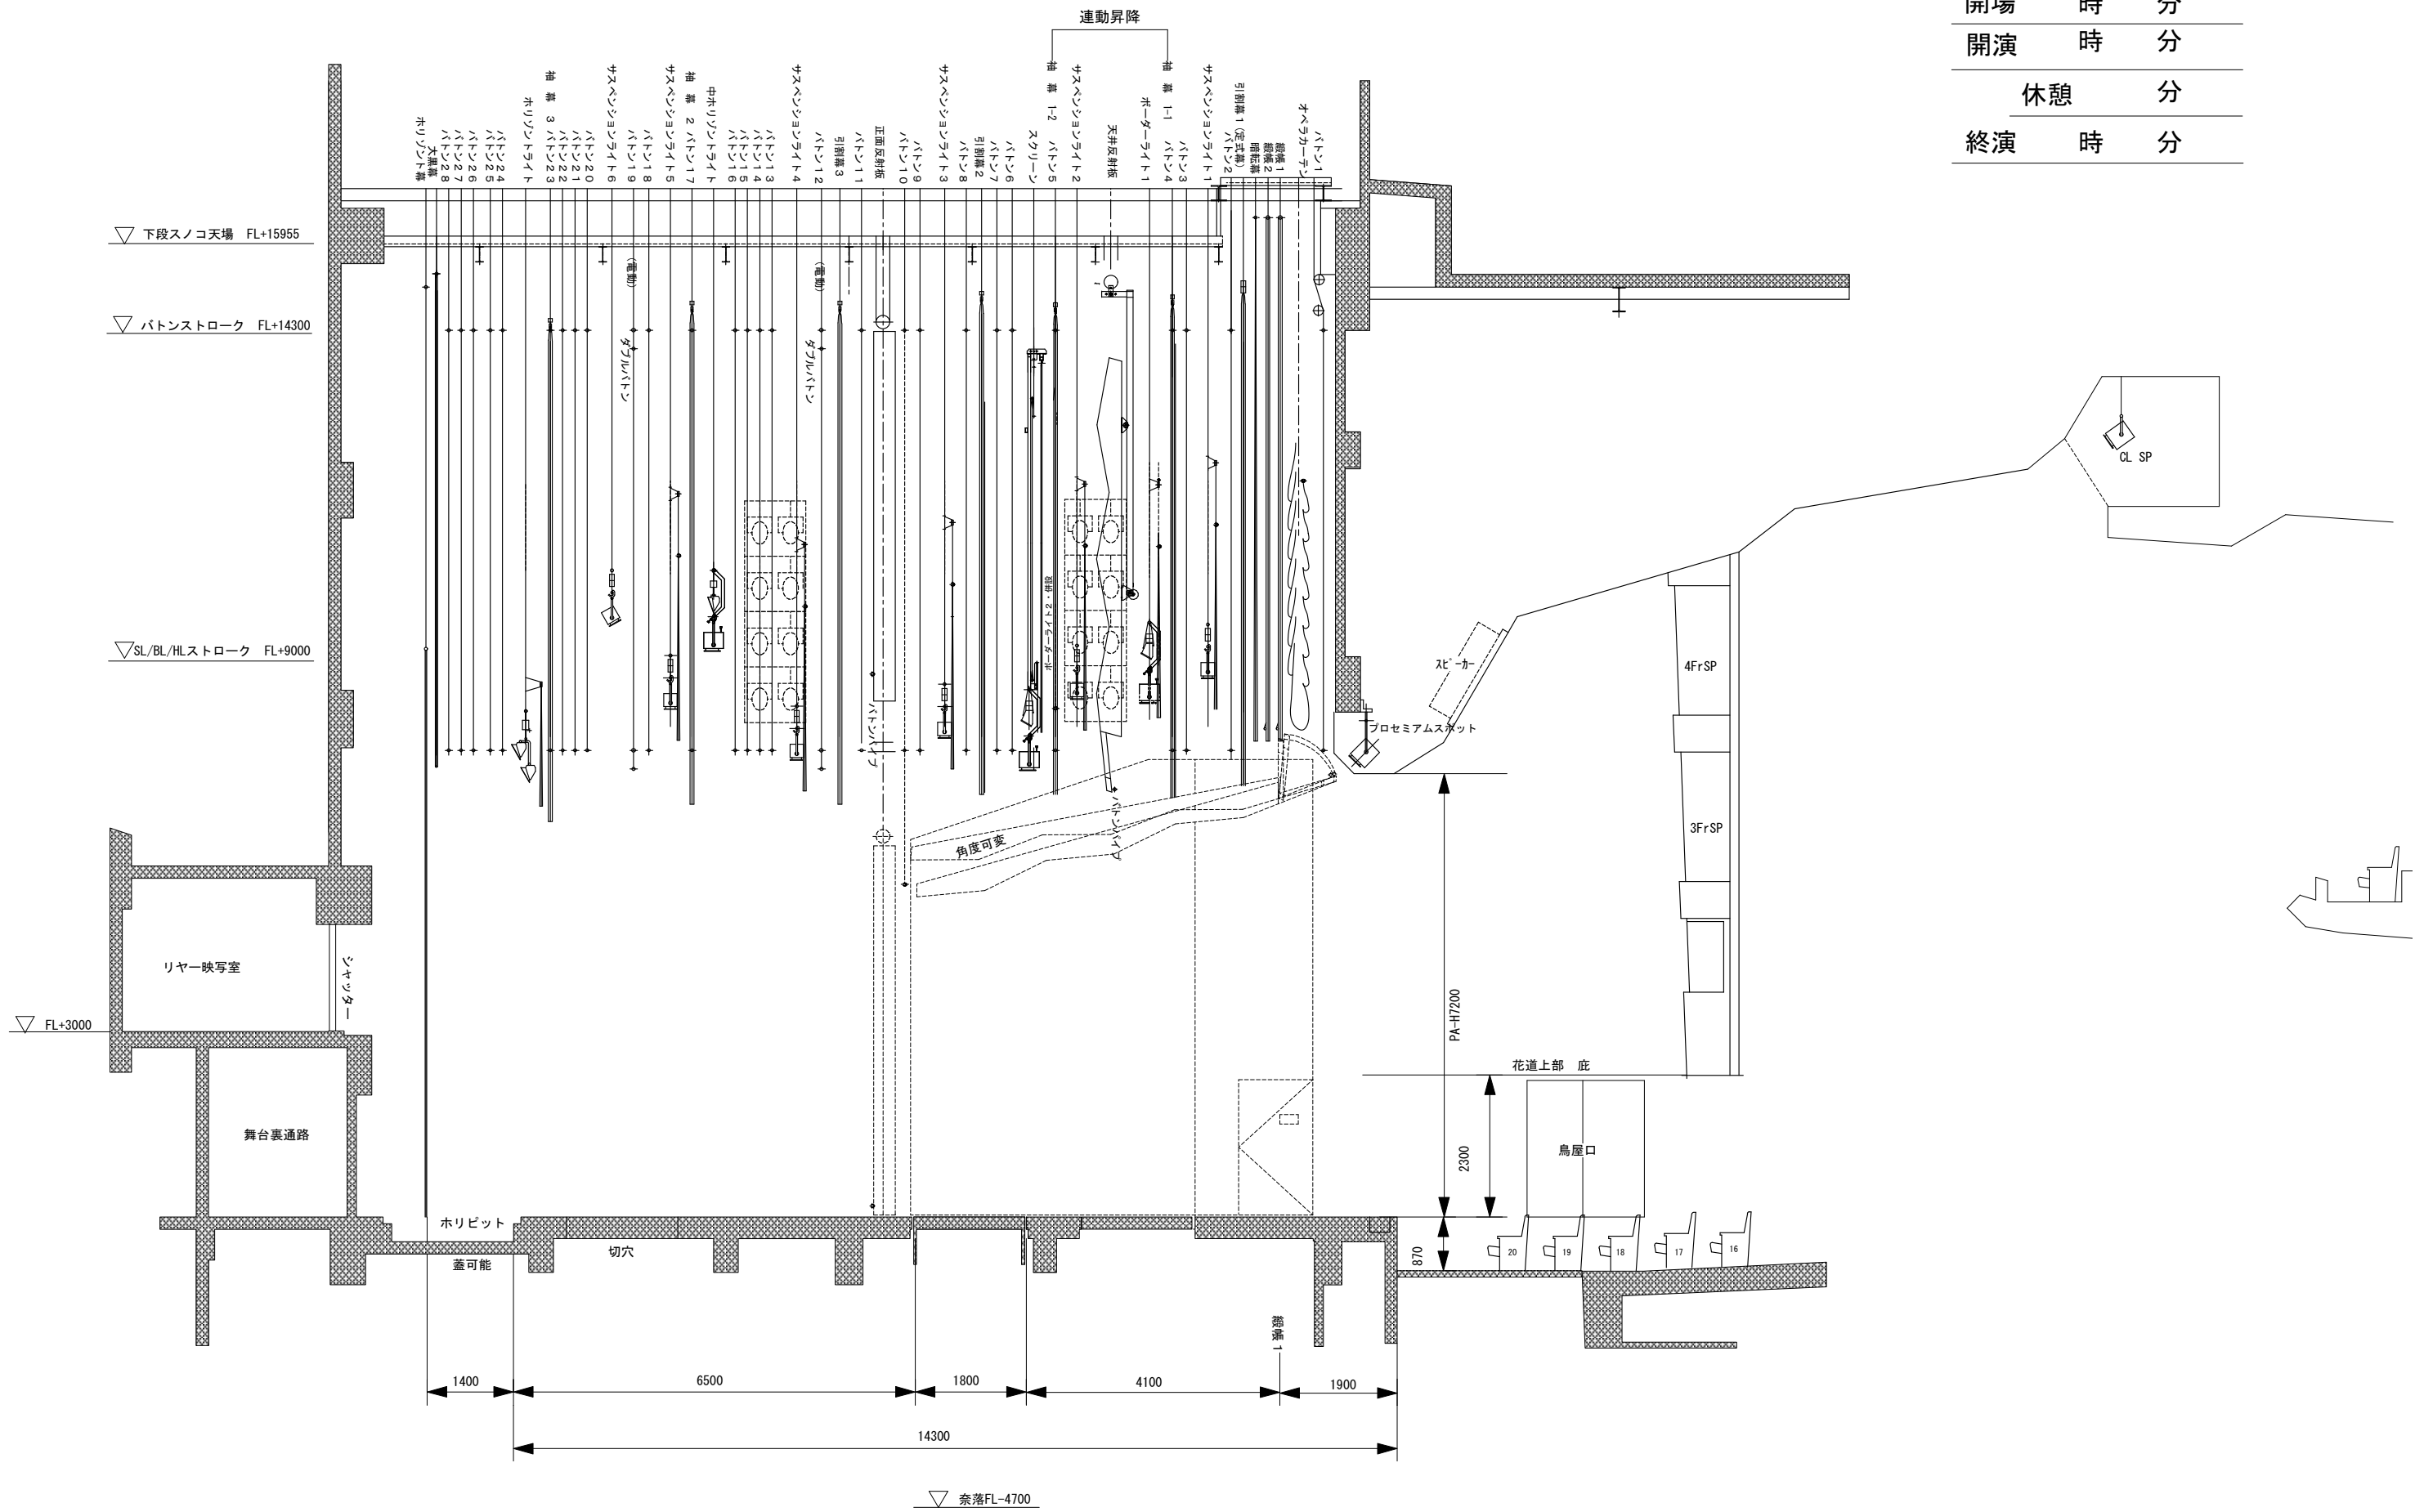 開場 時 分
開演 時 分
休憩 分
終演 時 分
連動昇降
ホリゾント幕
大黒幕
バトン28
バトン27
バトン26
バトン25
バトン24
ホリゾントライト
袖 幕 3 バトン23
バトン22
バトン21
バトン20
サスペンションライト6
バトン19
バトン18
サスペンションライト5
袖 幕 2 バトン17
中ホリゾントライト
バトン16
バトン15
バトン14
バトン13
サスペンションライト4
バトン12
引割幕3
バトン11
正面反射板
バトン10
バトン9
サスペンションライト3
バトン8
引割幕2
バトン7
バトン6
スクリーン
袖 幕 1-2 バトン5
サスペンションライト2
天井反射板
ボーダーライト1
袖 幕 1-1 バトン4
バトン3
サスペンションライト1
バトン2
引割幕1(定式幕)
暗転幕
緞帳2
緞帳1
オペラカーテン
バトン1
下段スノコ天場 FL+15955
(電動)
(電動)
バトンストローク FL+14300
ダブルバトン
ダブルバトン
CL SP
ボーダーライト2・併設
SL/BL/HLストローク FL+9000
スピーカー
4FrSP
バトンパイプ
プロセミアムスポット
バトンパイプ
角度可変
3FrSP
リヤー映写室
シャッター
FL+3000
PA-H7200
花道上部 庇
舞台裏通路
2300
鳥屋口
ホリピット
蓋可能
切穴
870
20
19
18
17
16
緞帳1
1400
6500
1800
4100
1900
14300
奈落FL-4700